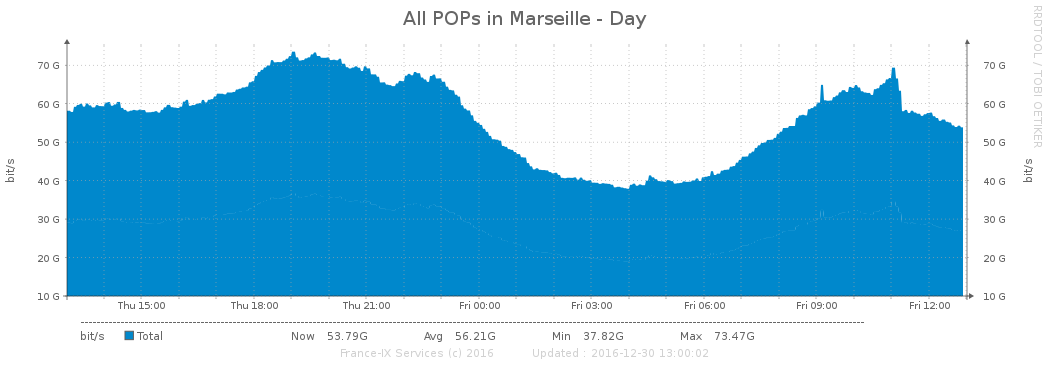 All POPs in Marseille - Day
RRDTOOL / TOBI OETIKER
bit/s
70 G 70 G
60 G 60 G
50 G 50 G
40 G 40 G
30 G 30 G
20 G 20 G
10 G 10 G
bit/s
Thu 15:00 Thu 18:00 Thu 21:00 Fri 00:00 Fri 03:00 Fri 06:00 Fri 09:00 Fri 12:00
bit/s Total Now 53.79G Avg 56.21G Min 37.82G Max 73.47G
France-IX Services (c) 2016 Updated : 2016-12-30 13:00:02